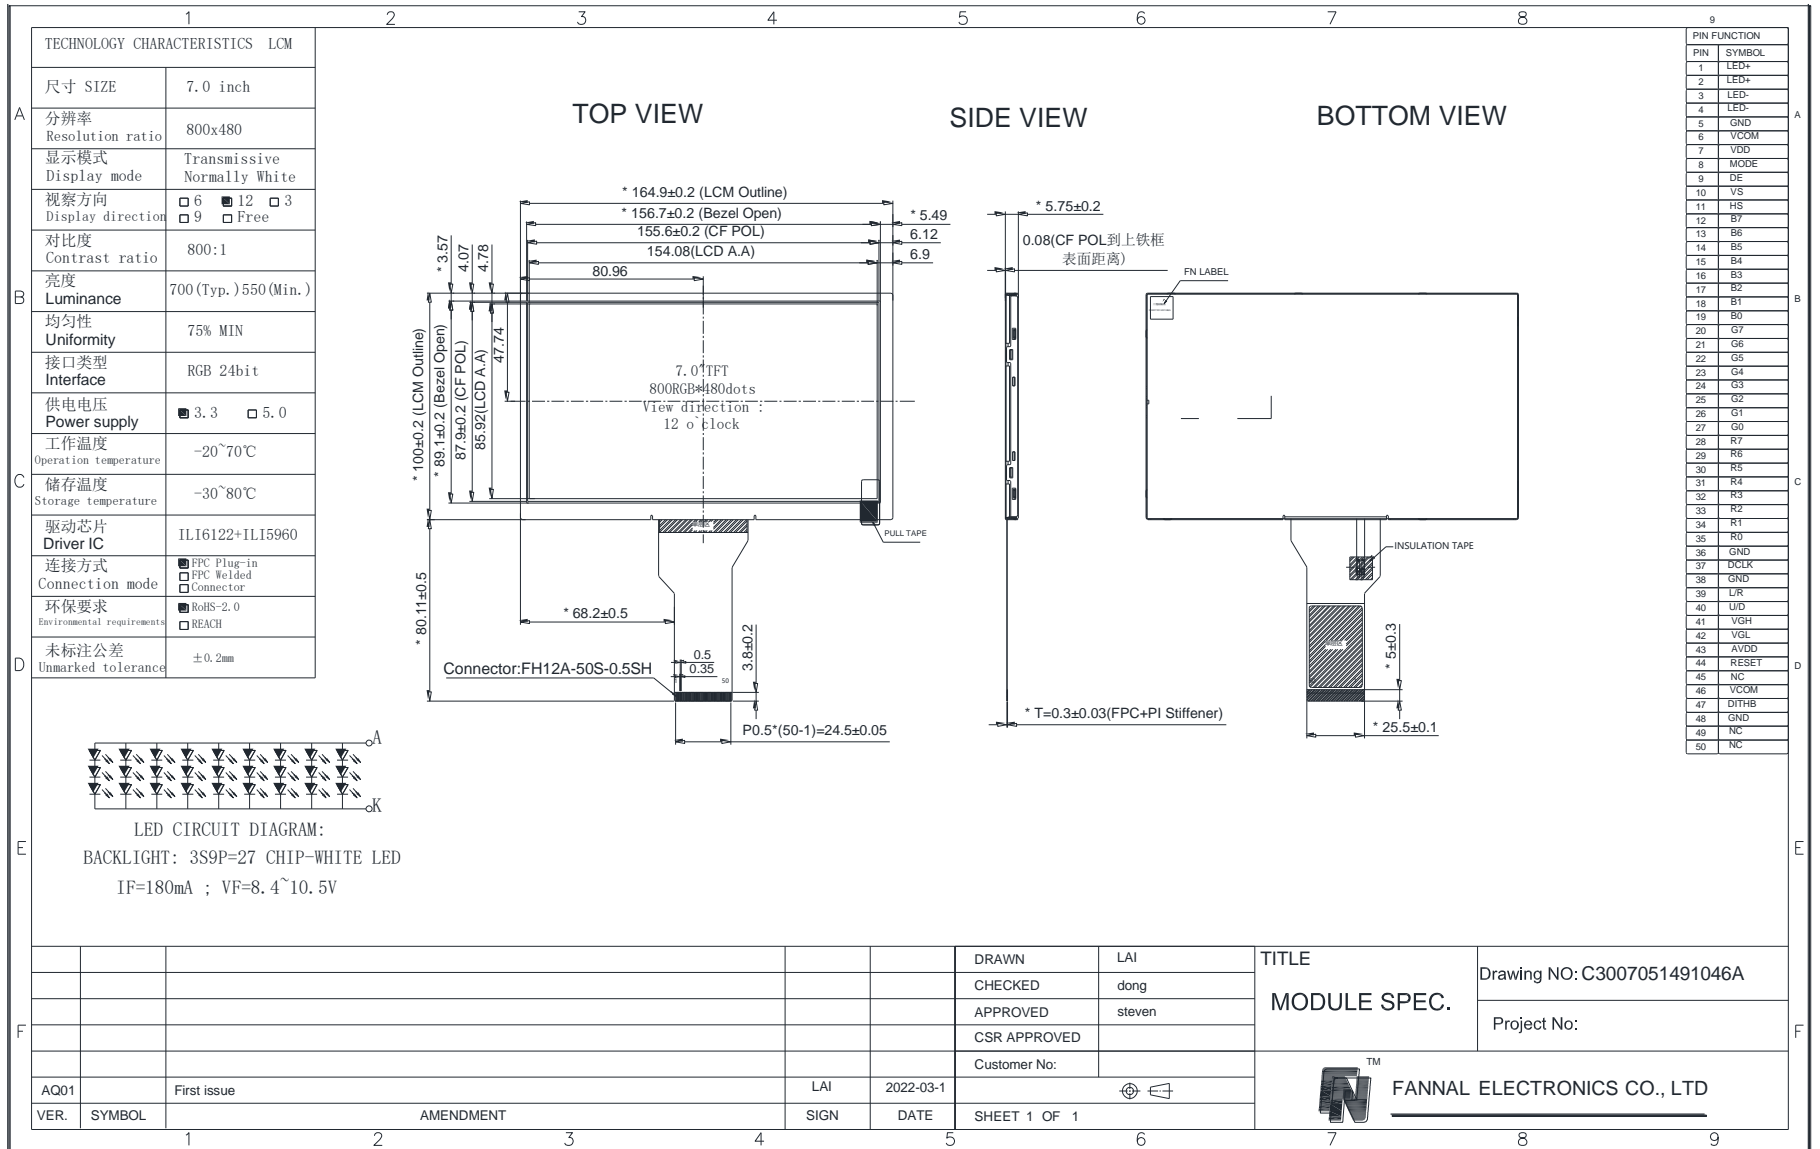 1 2 3 4 5 6 7 8 9
A
B
C
D
E
F
TECHNOLOGY CHARACTERISTICS LCM
尺寸 SIZE
7.0 inch
分辨率
Resolution ratio
800x480
显示模式
Display mode
Transmissive
Normally White
视察方向
Display direction
6 12 3
9 Free
对比度
Contrast ratio
800:1
亮度
Luminance
700(Typ.)550(Min.)
均匀性
Uniformity
75% MIN
接口类型
Interface
RGB 24bit
供电电压
Power supply
3.3 5.0
工作温度
Operation temperature
-20~70℃
储存温度
Storage temperature
-30~80℃
驱动芯片
Driver IC
ILI6122+ILI5960
连接方式
Connection mode
FPC Plug-in
FPC Welded
Connector
环保要求
Environmental requirements
RoHS-2.0
REACH
未标注公差
Unmarked tolerance
±0.2mm
A
K
LED CIRCUIT DIAGRAM:
BACKLIGHT: 3S9P=27 CHIP-WHITE LED
IF=180mA ; VF=8.4~10.5V
TOP VIEW
* 164.9±0.2 (LCM Outline)
* 156.7±0.2 (Bezel Open)
155.6±0.2 (CF POL)
154.08(LCD A.A)
80.96
* 5.49
6.12
6.9
* 3.57
4.07
4.78
47.74
* 100±0.2 (LCM Outline)
* 89.1±0.2 (Bezel Open)
87.9±0.2 (CF POL)
85.92(LCD A.A)
7.0"TFT
800RGB*480dots
View direction :
12 o`clock
PULL TAPE
* 80.11±0.5
* 68.2±0.5
Connector:FH12A-50S-0.5SH
0.5
0.35
50
3.8±0.2
P0.5*(50-1)=24.5±0.05
SIDE VIEW
* 5.75±0.2
0.08(CF POL到上铁框
表面距离)
* T=0.3±0.03(FPC+PI Stiffener)
BOTTOM VIEW
FN LABEL
INSULATION TAPE
* 5±0.3
* 25.5±0.1
PIN FUNCTION
PIN SYMBOL
1 LED+
2 LED+
3 LED-
4 LED-
5 GND
6 VCOM
7 VDD
8 MODE
9 DE
10 VS
11 HS
12 B7
13 B6
14 B5
15 B4
16 B3
17 B2
18 B1
19 B0
20 G7
21 G6
22 G5
23 G4
24 G3
25 G2
26 G1
27 G0
28 R7
29 R6
30 R5
31 R4
32 R3
33 R2
34 R1
35 R0
36 GND
37 DCLK
38 GND
39 L/R
40 U/D
41 VGH
42 VGL
43 AVDD
44 RESET
45 NC
46 VCOM
47 DITHB
48 GND
49 NC
50 NC
A
B
C
D
E
F
AQ01 First issue LAI 2022-03-1
VER. SYMBOL AMENDMENT SIGN DATE
DRAWN LAI
CHECKED dong
APPROVED steven
CSR APPROVED
Customer No:
SHEET 1 OF 1
TITLE
MODULE SPEC.
Drawing NO: C3007051491046A
Project No:
FN
TM
FANNAL ELECTRONICS CO., LTD
1 2 3 4 5 6 7 8 9